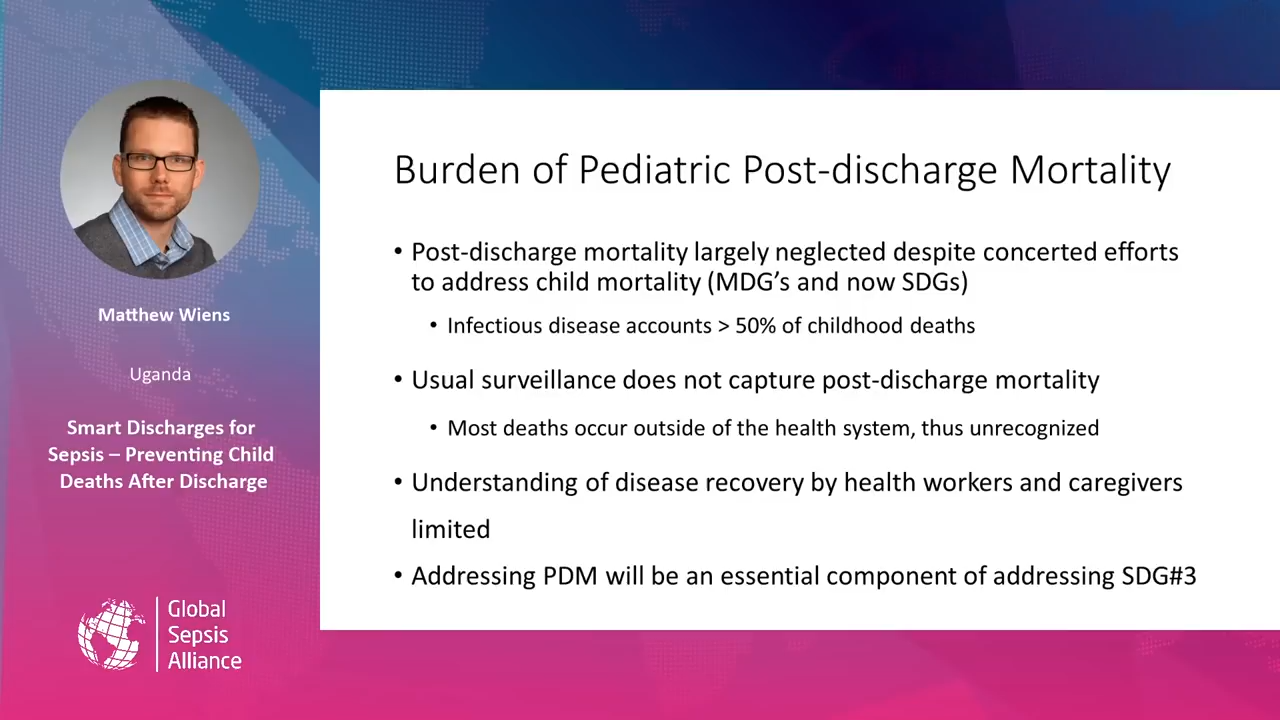 Matthew Wiens
Uganda
Smart Discharges for
Sepsis – Preventing Child
Deaths After Discharge
Global
Sepsis
Alliance
Burden of Pediatric Post-discharge Mortality
• Post-discharge mortality largely neglected despite concerted efforts
to address child mortality (MDG’s and now SDGs)
• Infectious disease accounts > 50% of childhood deaths
• Usual surveillance does not capture post-discharge mortality
• Most deaths occur outside of the health system, thus unrecognized
• Understanding of disease recovery by health workers and caregivers
limited
• Addressing PDM will be an essential component of addressing SDG#3